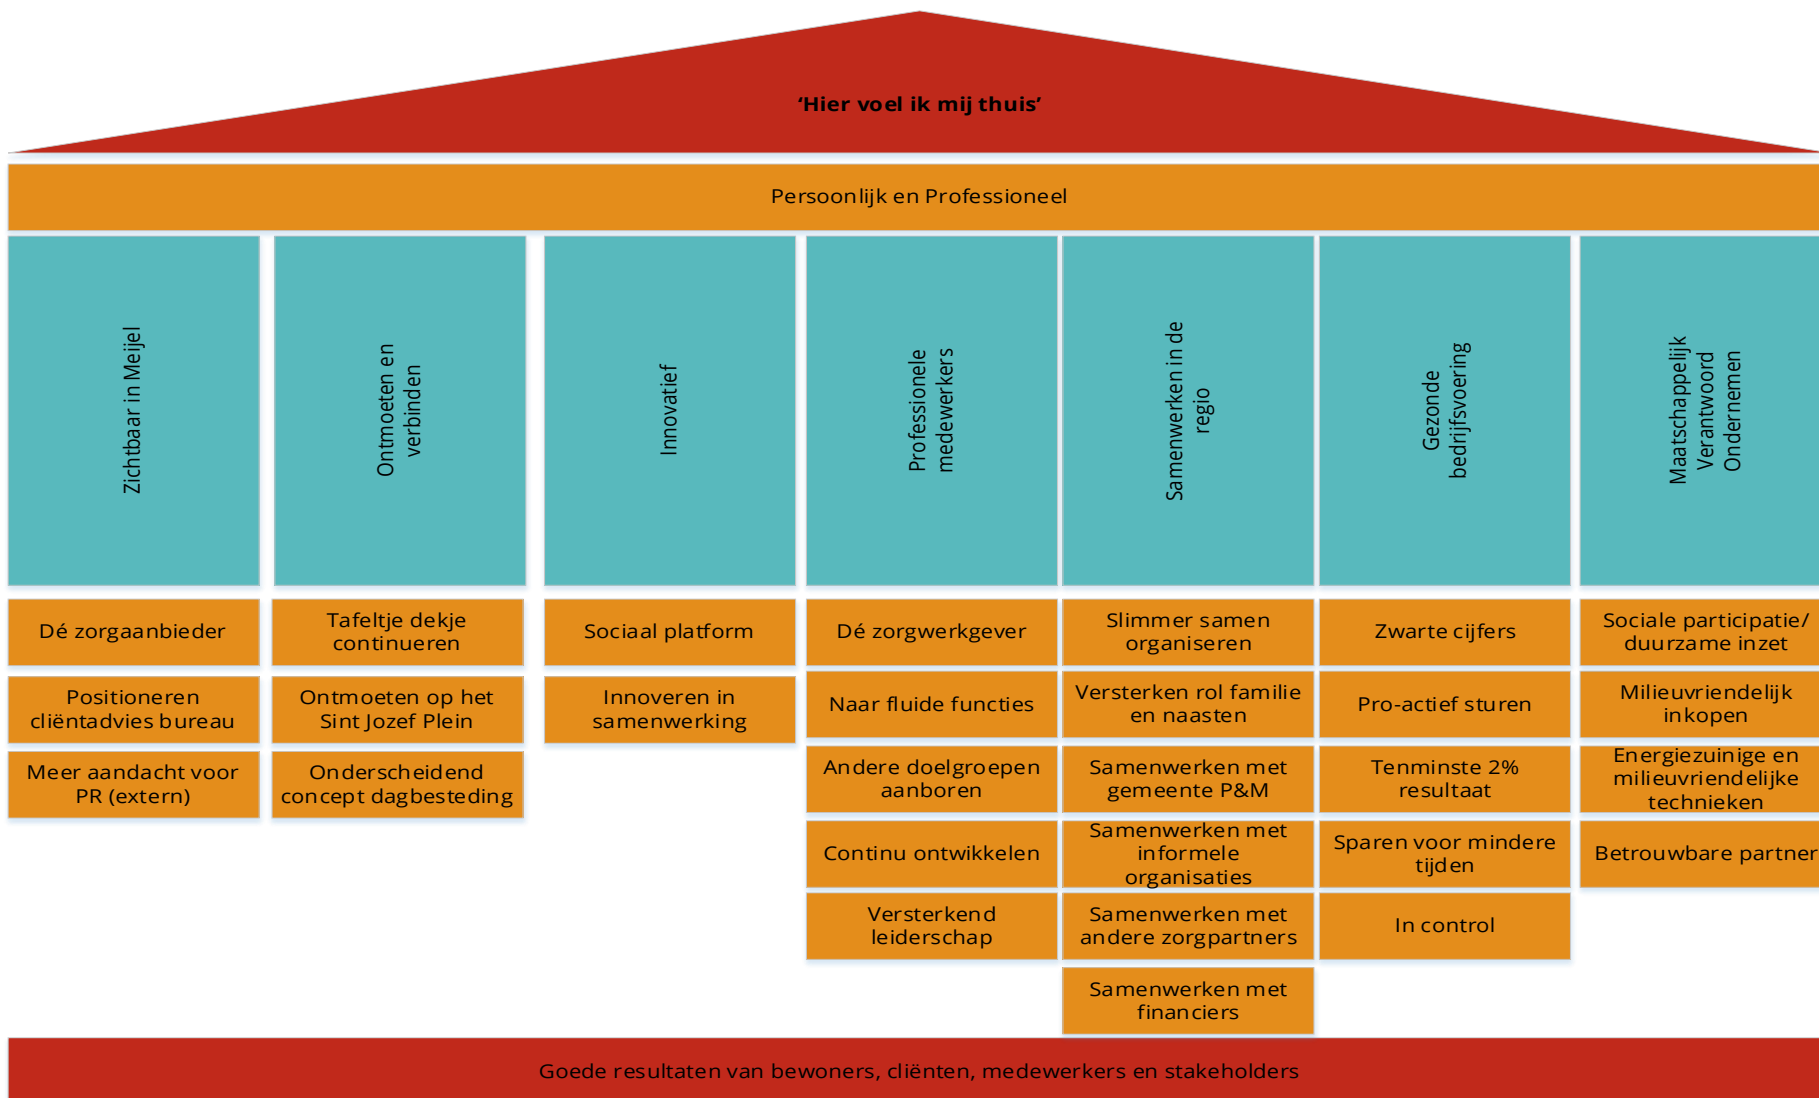 ‘Hier voel ik mij thuis’
Persoonlijk en Professioneel
Zichtbaar in Meijel
Ontmoeten en
verbinden
Innovatief
Professionele
medewerkers
Samenwerken in de
regio
Gezonde
bedrijfsvoering
Maatschappelijk
Verantwoord
Ondernemen
Dé zorgaanbieder
Positioneren
cliëntadvies bureau
Meer aandacht voor
PR (extern)
Tafeltje dekje
continueren
Ontmoeten op het
Sint Jozef Plein
Onderscheidend
concept dagbesteding
Sociaal platform
Innoveren in
samenwerking
Dé zorgwerkgever
Naar fluide functies
Andere doelgroepen
aanboren
Continu ontwikkelen
Versterkend
leiderschap
Slimmer samen
organiseren
Versterken rol familie
en naasten
Samenwerken met
gemeente P&M
Samenwerken met
informele
organisaties
Samenwerken met
andere zorgpartners
Samenwerken met
financiers
Zwarte cijfers
Pro-actief sturen
Tenminste 2%
resultaat
Sparen voor mindere
tijden
In control
Sociale participatie/
duurzame inzet
Milieuvriendelijk
inkopen
Energiezuinige en
milieuvriendelijke
technieken
Betrouwbare partner
Goede resultaten van bewoners, cliënten, medewerkers en stakeholders